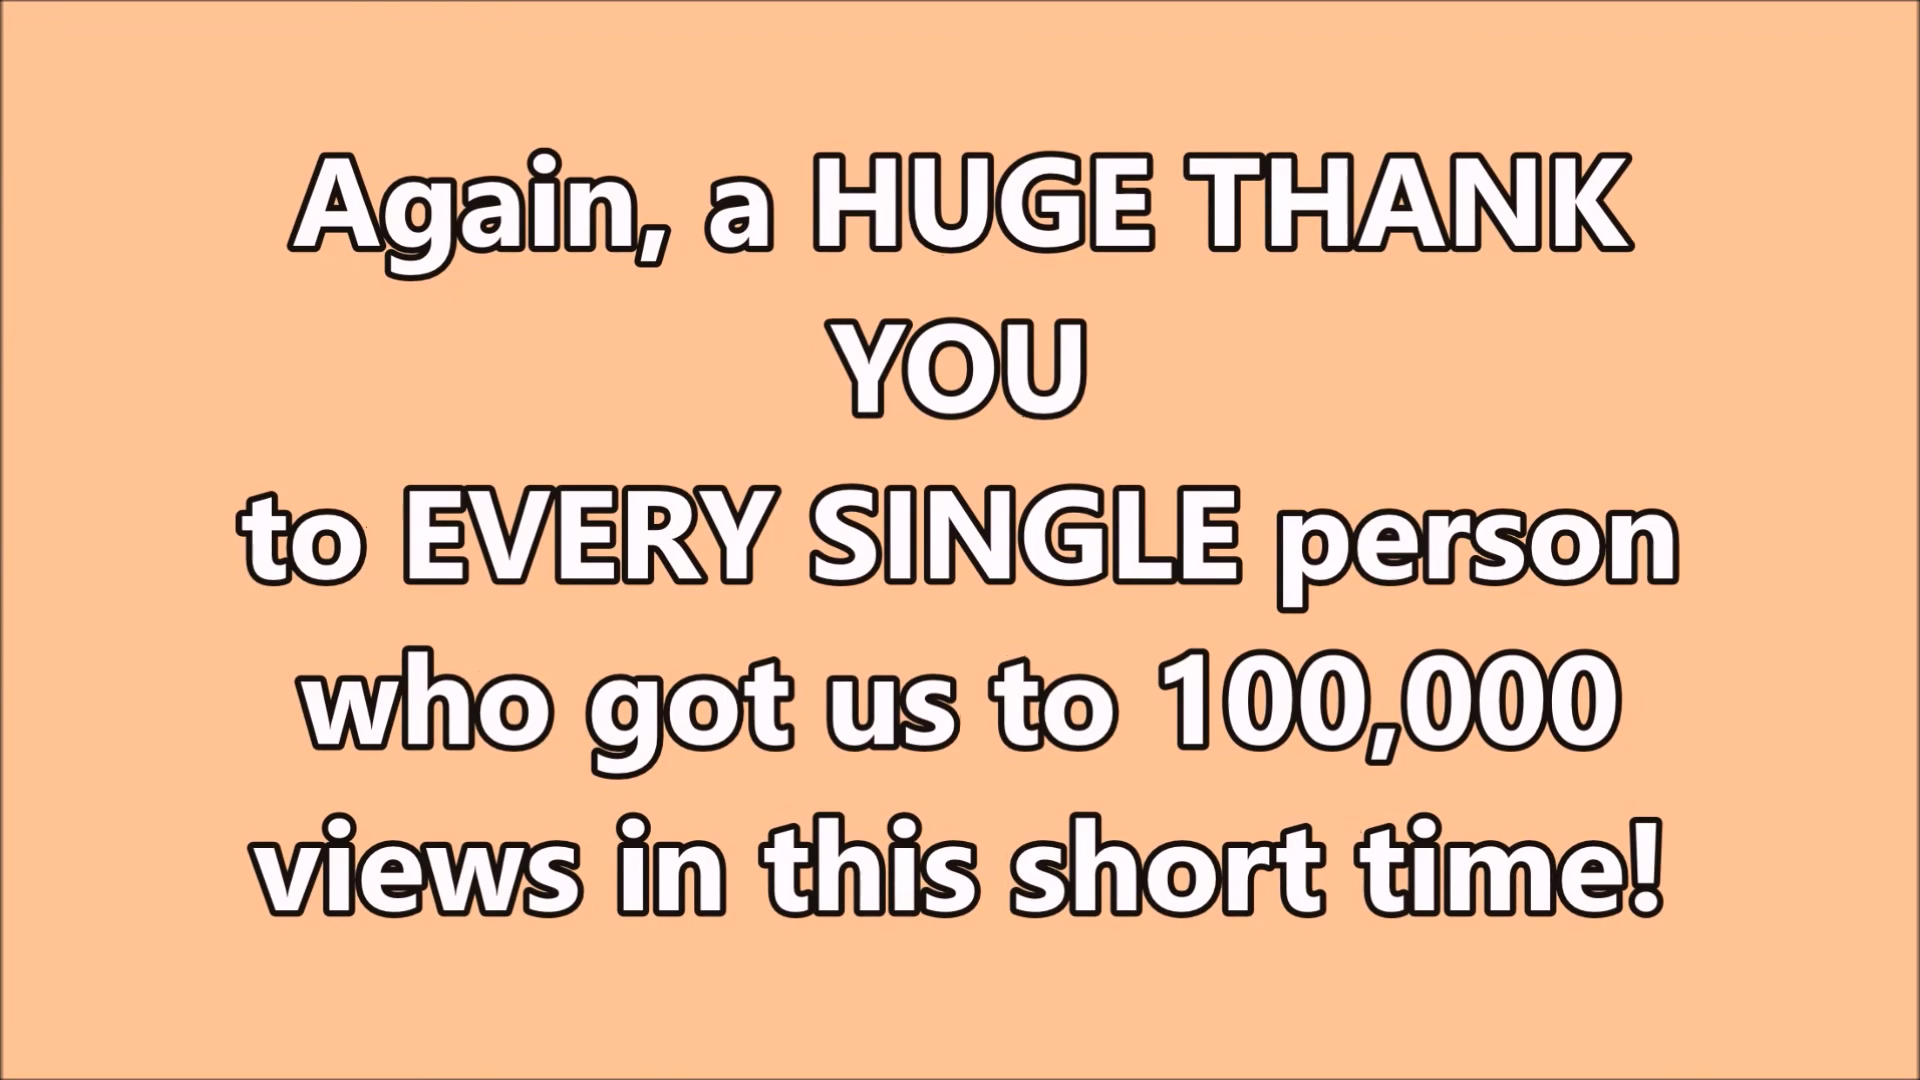 Again, a HUGE THANK
YOU
to EVERY SINGLE person
who got us to 100,000
views in this short time!